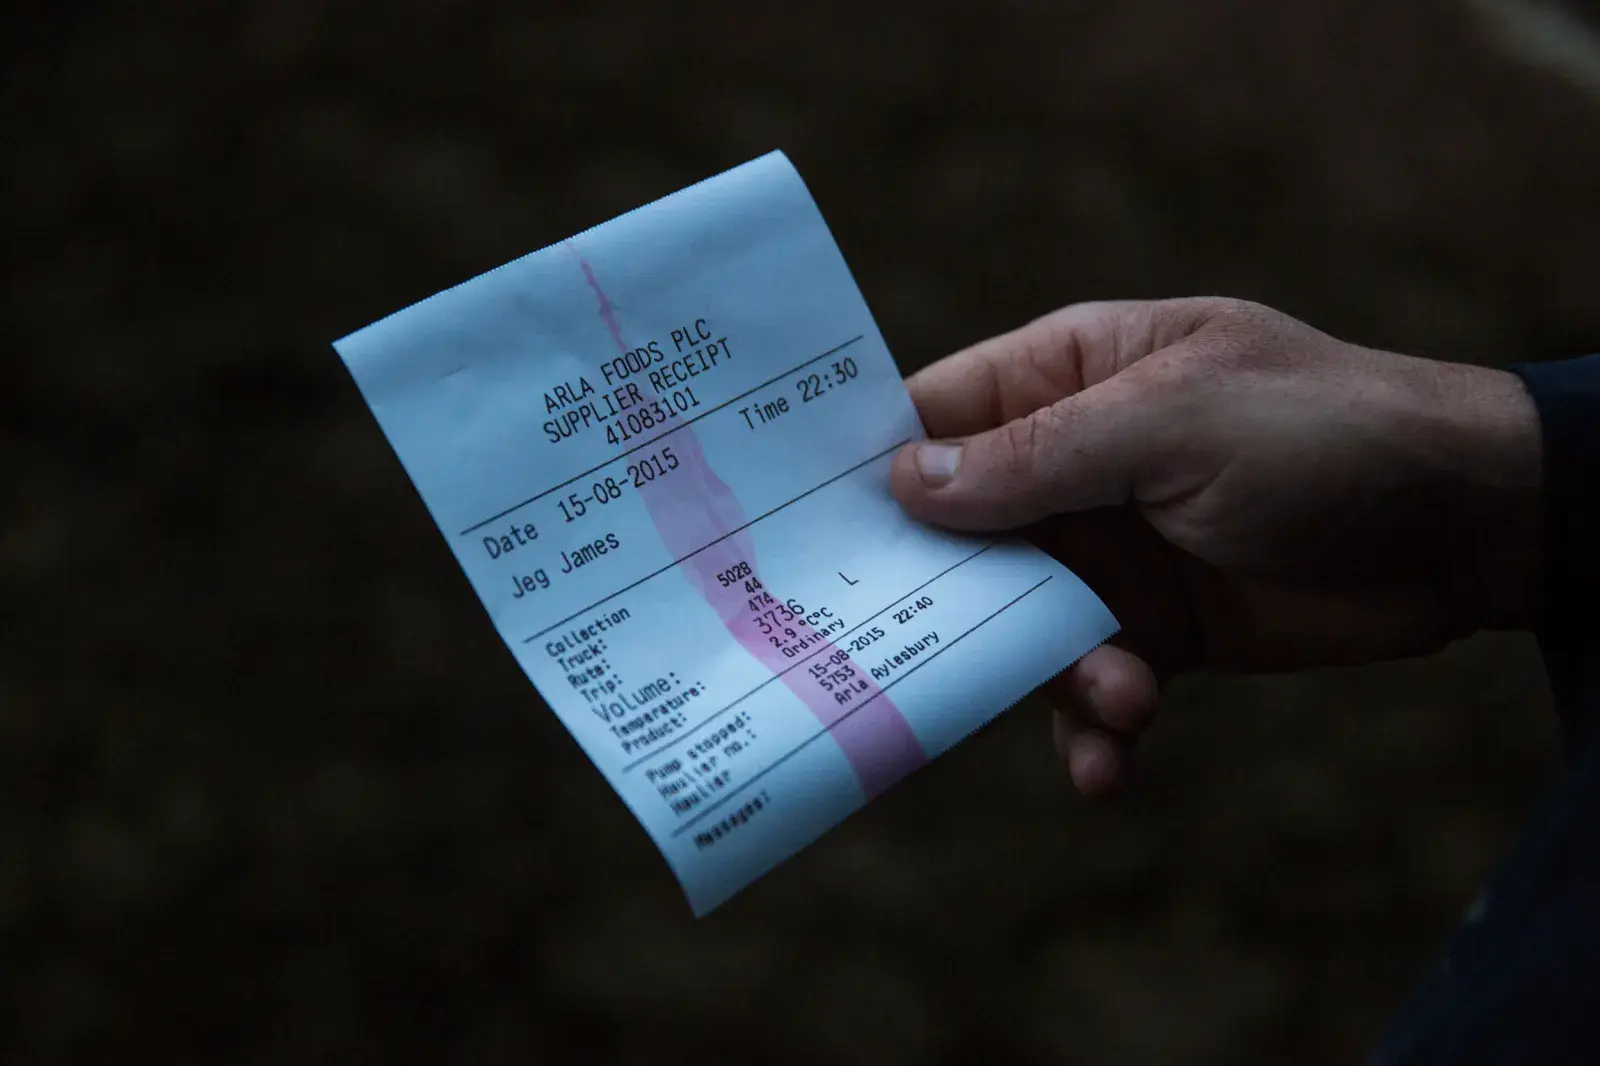 ARLA FOODS PLC
SUPPLIER RECEIPT
41083101
Date 15-08-2015 Time 22:30
Jeg James
Collection
Truck: 5028
Rute: 44
Trip: 474
Volume: 3736 L
Temperature: 2.9 °C°C
Product: Ordinary
Pump stopped: 15-08-2015 22:40
Haulier no.: 5753
Haulier Arla Aylesbury
Messages: